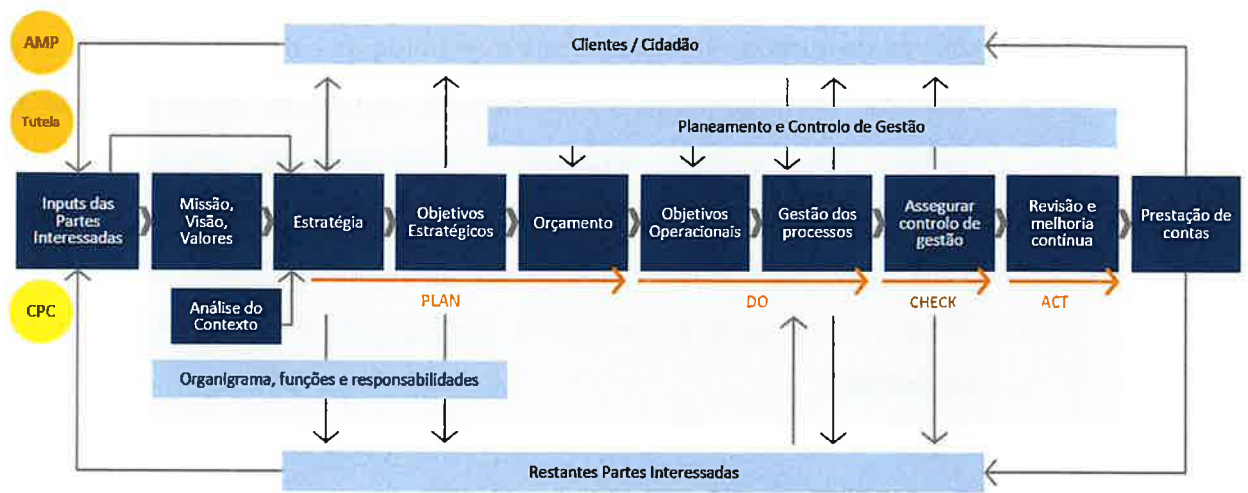 AMP
Clientes / Cidadão
Tutela
Planeamento e Controlo de Gestão
Inputs das
Partes
Interessadas
Missão,
Visão,
Valores
Estratégia
Objetivos
Estratégicos
Orçamento
Objetivos
Operacionais
Gestão dos
processos
Assegurar
controlo de
gestão
Revisão e
melhoria
contínua
Prestação de
contas
CPC
Análise do
Contexto
PLAN
DO
CHECK
ACT
Organigrama, funções e responsabilidades
Restantes Partes Interessadas